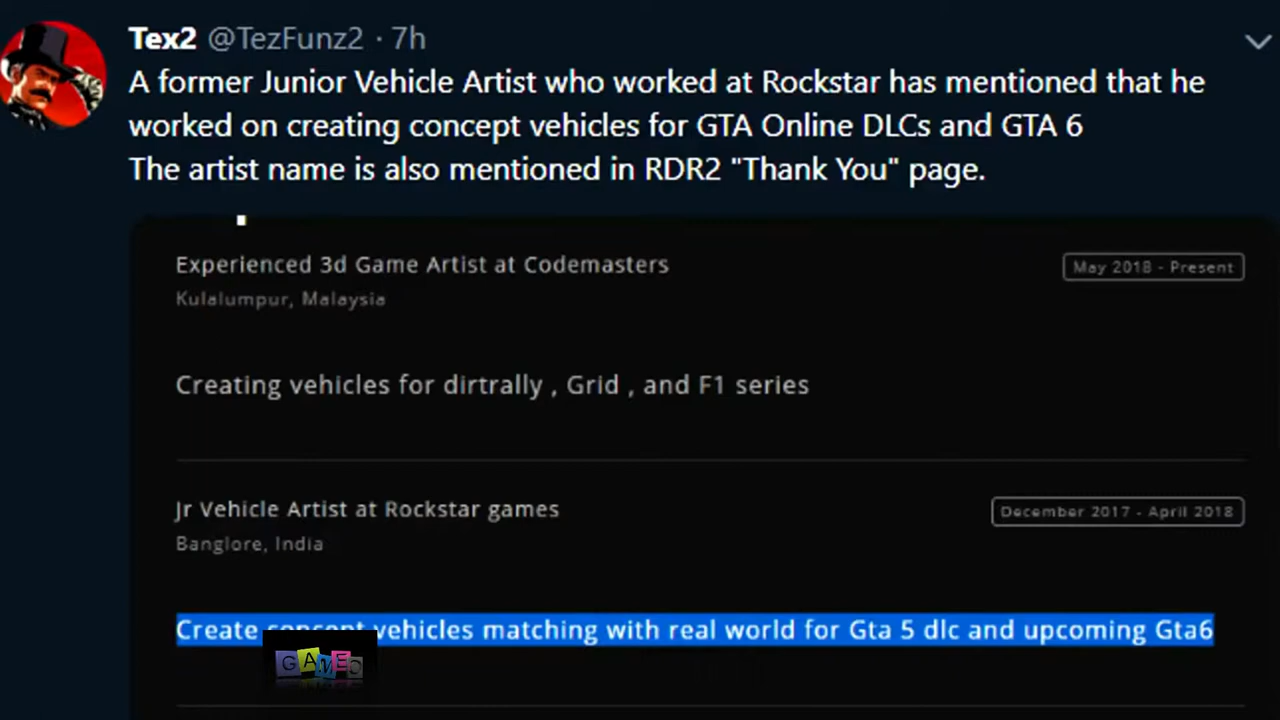 Tex2 @TezFunz2 · 7h
A former Junior Vehicle Artist who worked at Rockstar has mentioned that he
worked on creating concept vehicles for GTA Online DLCs and GTA 6
The artist name is also mentioned in RDR2 "Thank You" page.
Experienced 3d Game Artist at Codemasters
May 2018 - Present
Kulalumpur, Malaysia
Creating vehicles for dirtrally , Grid , and F1 series
Jr Vehicle Artist at Rockstar games
December 2017 - April 2018
Banglore, India
Create concept vehicles matching with real world for Gta 5 dlc and upcoming Gta6